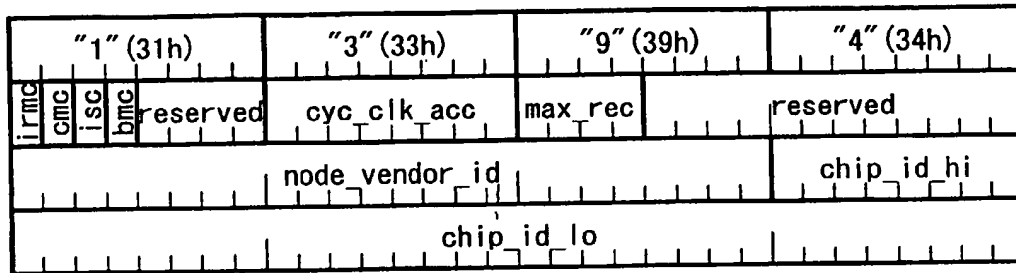 "1"(31h) "3"(33h) "9"(39h) "4"(34h)
irmc cmc isc bmc reserved cyc_clk_acc max_rec reserved
node_vendor_id chip_id_hi
chip_id_lo